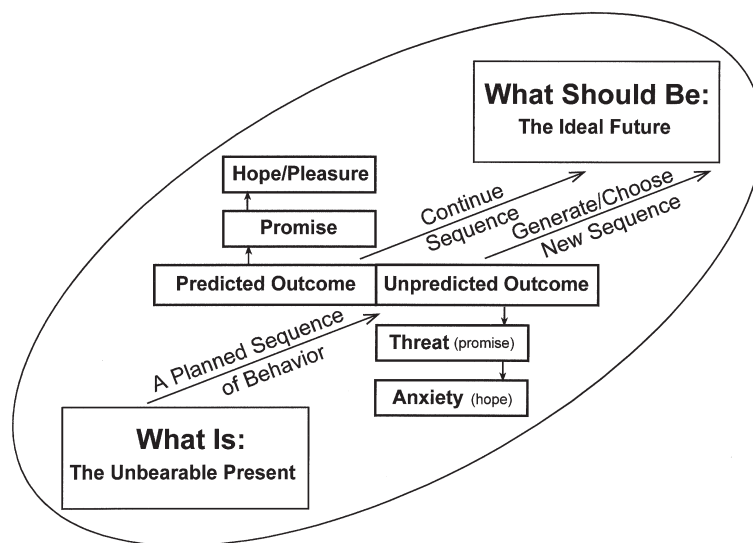 What Should Be:
The Ideal Future
Hope/Pleasure
Promise
Continue
Sequence
Generate/Choose
New Sequence
Predicted Outcome
Unpredicted Outcome
Threat (promise)
Anxiety (hope)
A Planned Sequence
of Behavior
What Is:
The Unbearable Present